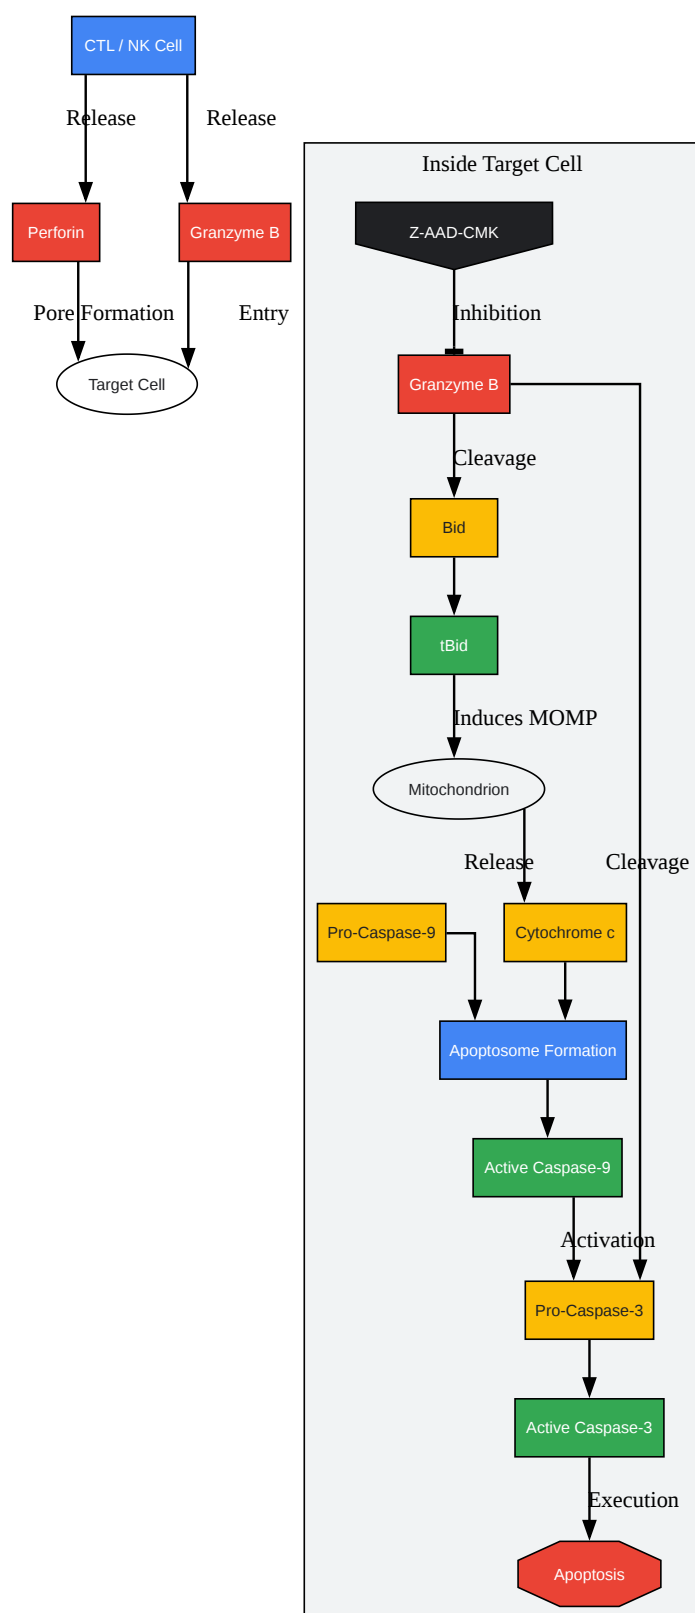 CTL / NK Cell
Release
Release
Inside Target Cell
Perforin
Granzyme B
Z-AAD-CMK
Pore Formation
Entry
Inhibition
Target Cell
Granzyme B
Cleavage
Bid
tBid
Induces MOMP
Mitochondrion
Release
Cleavage
Pro-Caspase-9
Cytochrome c
Apoptosome Formation
Active Caspase-9
Activation
Pro-Caspase-3
Active Caspase-3
Execution
Apoptosis